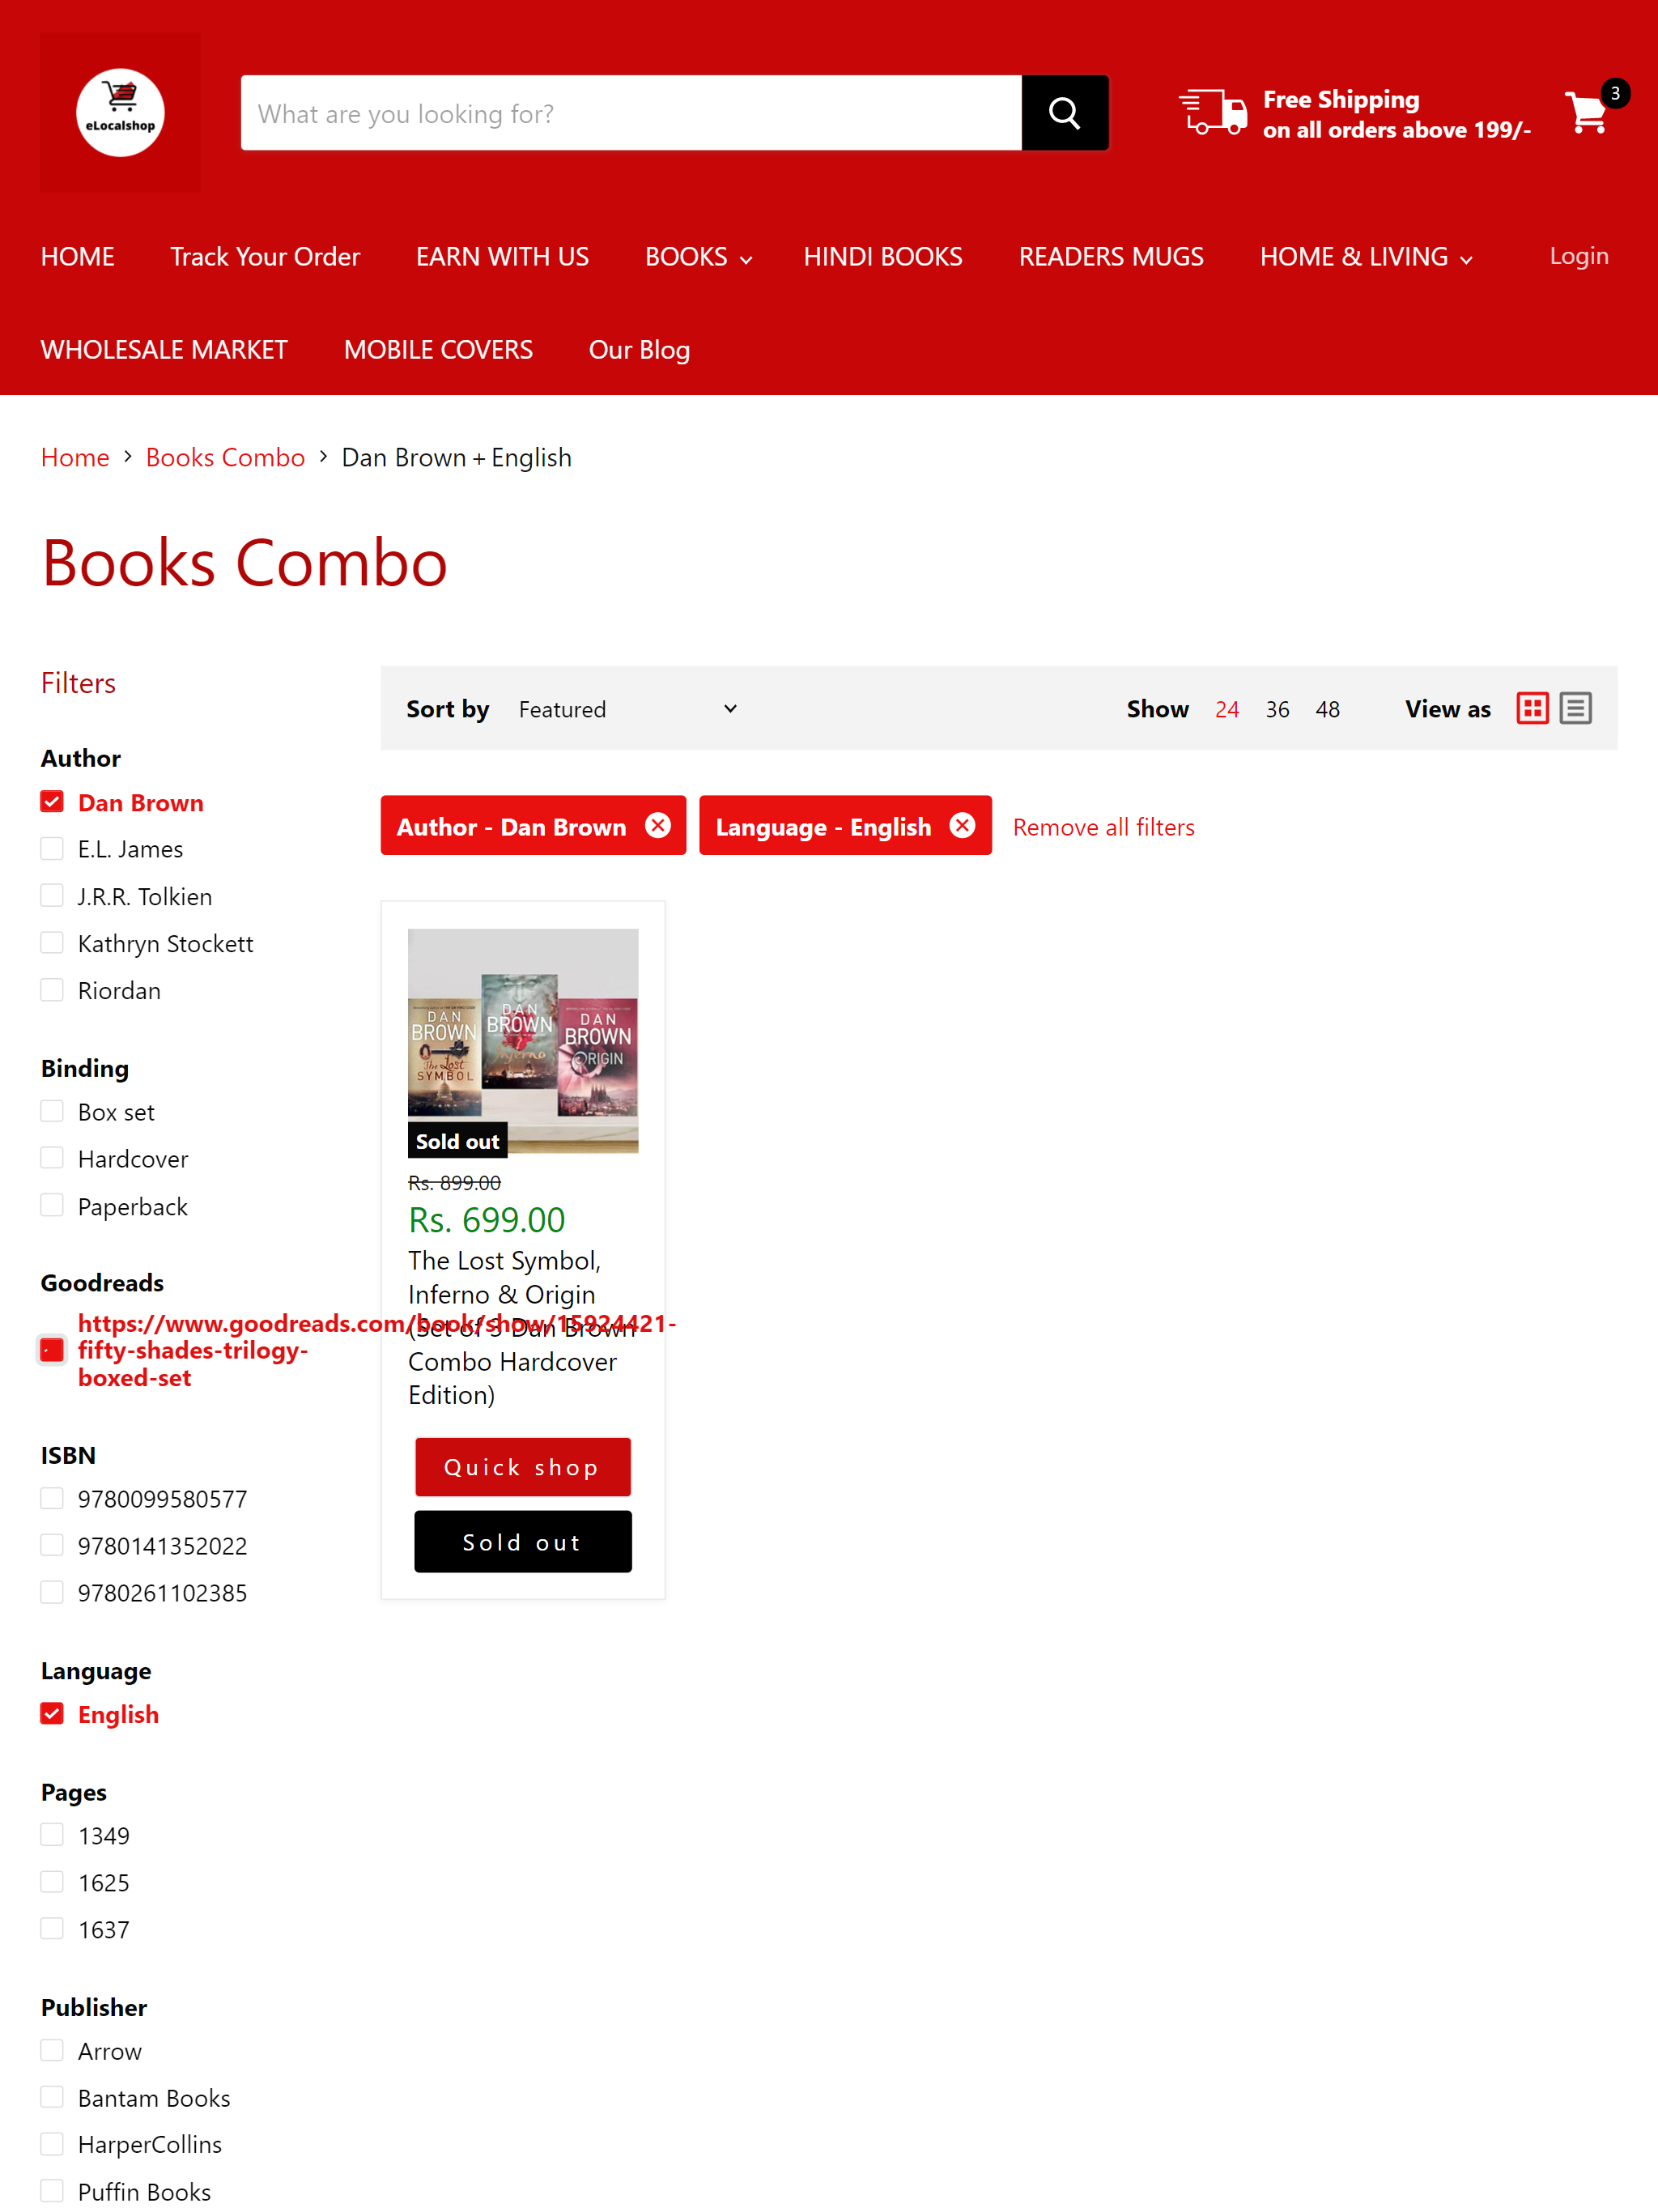 eLocalshop
What are you looking for?
Free Shipping
on all orders above 199/-
3
HOME Track Your Order EARN WITH US BOOKS HINDI BOOKS READERS MUGS HOME & LIVING Login
WHOLESALE MARKET MOBILE COVERS Our Blog
Home > Books Combo > Dan Brown + English
Books Combo
Filters
Author
Dan Brown
E.L. James
J.R.R. Tolkien
Kathryn Stockett
Riordan
Binding
Box set
Hardcover
Paperback
Goodreads
https://www.goodreads.com/book/show/15924421-
fifty-shades-trilogy-
boxed-set
ISBN
9780099580577
9780141352022
9780261102385
Language
English
Pages
1349
1625
1637
Publisher
Arrow
Bantam Books
HarperCollins
Puffin Books
Sort by Featured Show 24 36 48 View as
Author - Dan Brown Language - English Remove all filters
DAN
BROWN
The Lost
SYMBOL
DAN
BROWN
Inferno
DAN
BROWN
ORIGIN
Sold out
Rs. 899.00
Rs. 699.00
The Lost Symbol,
Inferno & Origin
(Set of 3 Dan Brown
Combo Hardcover
Edition)
Quick shop
Sold out